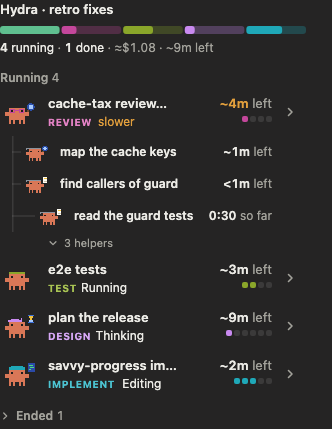 Hydra · retro fixes
4 running · 1 done · ≈$1.08 · ~9m left
Running 4
cache-tax review... ~4m left
REVIEW slower
map the cache keys ~1m left
find callers of guard <1m left
read the guard tests 0:30 so far
3 helpers
e2e tests ~3m left
TEST Running
plan the release ~9m left
DESIGN Thinking
savvy-progress im... ~2m left
IMPLEMENT Editing
Ended 1